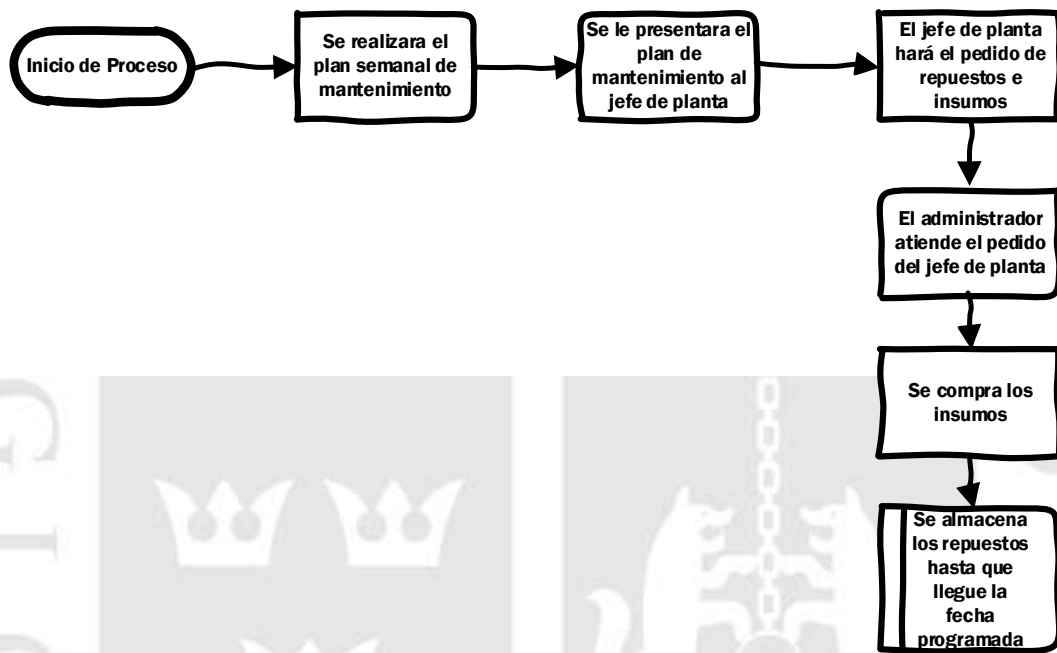 Inicio de Proceso
Se realizara el
plan semanal de
mantenimiento
Se le presentara el
plan de
mantenimiento al
jefe de planta
El jefe de planta
hará el pedido de
repuestos e
insumos
El administrador
atiende el pedido
del jefe de planta
Se compra los
insumos
Se almacena
los repuestos
hasta que
llegue la
fecha
programada